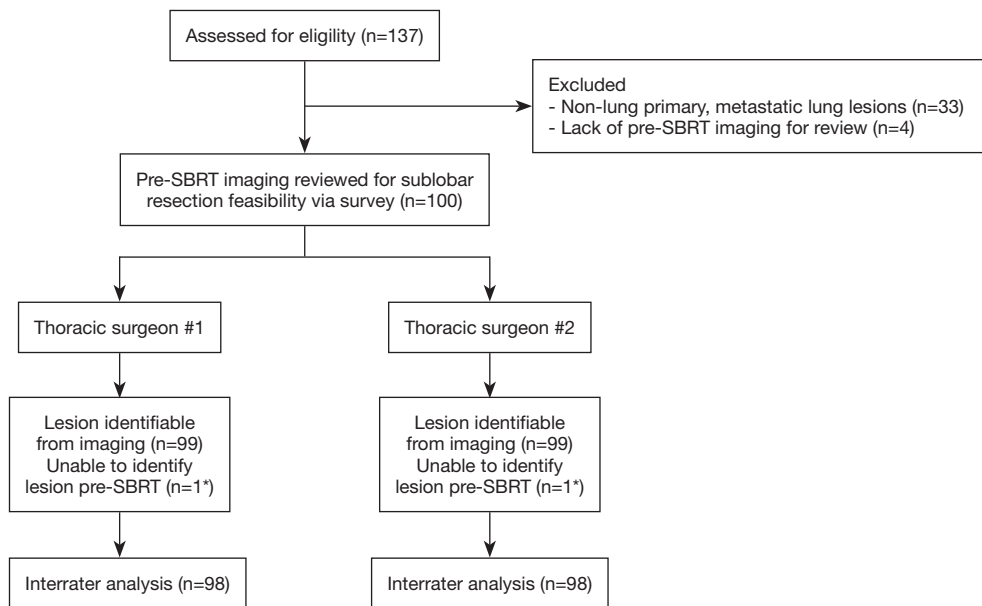 Assessed for eligility (n=137)
Excluded
- Non-lung primary, metastatic lung lesions (n=33)
- Lack of pre-SBRT imaging for review (n=4)
Pre-SBRT imaging reviewed for sublobar
resection feasibility via survey (n=100)
Thoracic surgeon #1
Thoracic surgeon #2
Lesion identifiable
from imaging (n=99)
Unable to identify
lesion pre-SBRT (n=1*)
Lesion identifiable
from imaging (n=99)
Unable to identify
lesion pre-SBRT (n=1*)
Interrater analysis (n=98)
Interrater analysis (n=98)